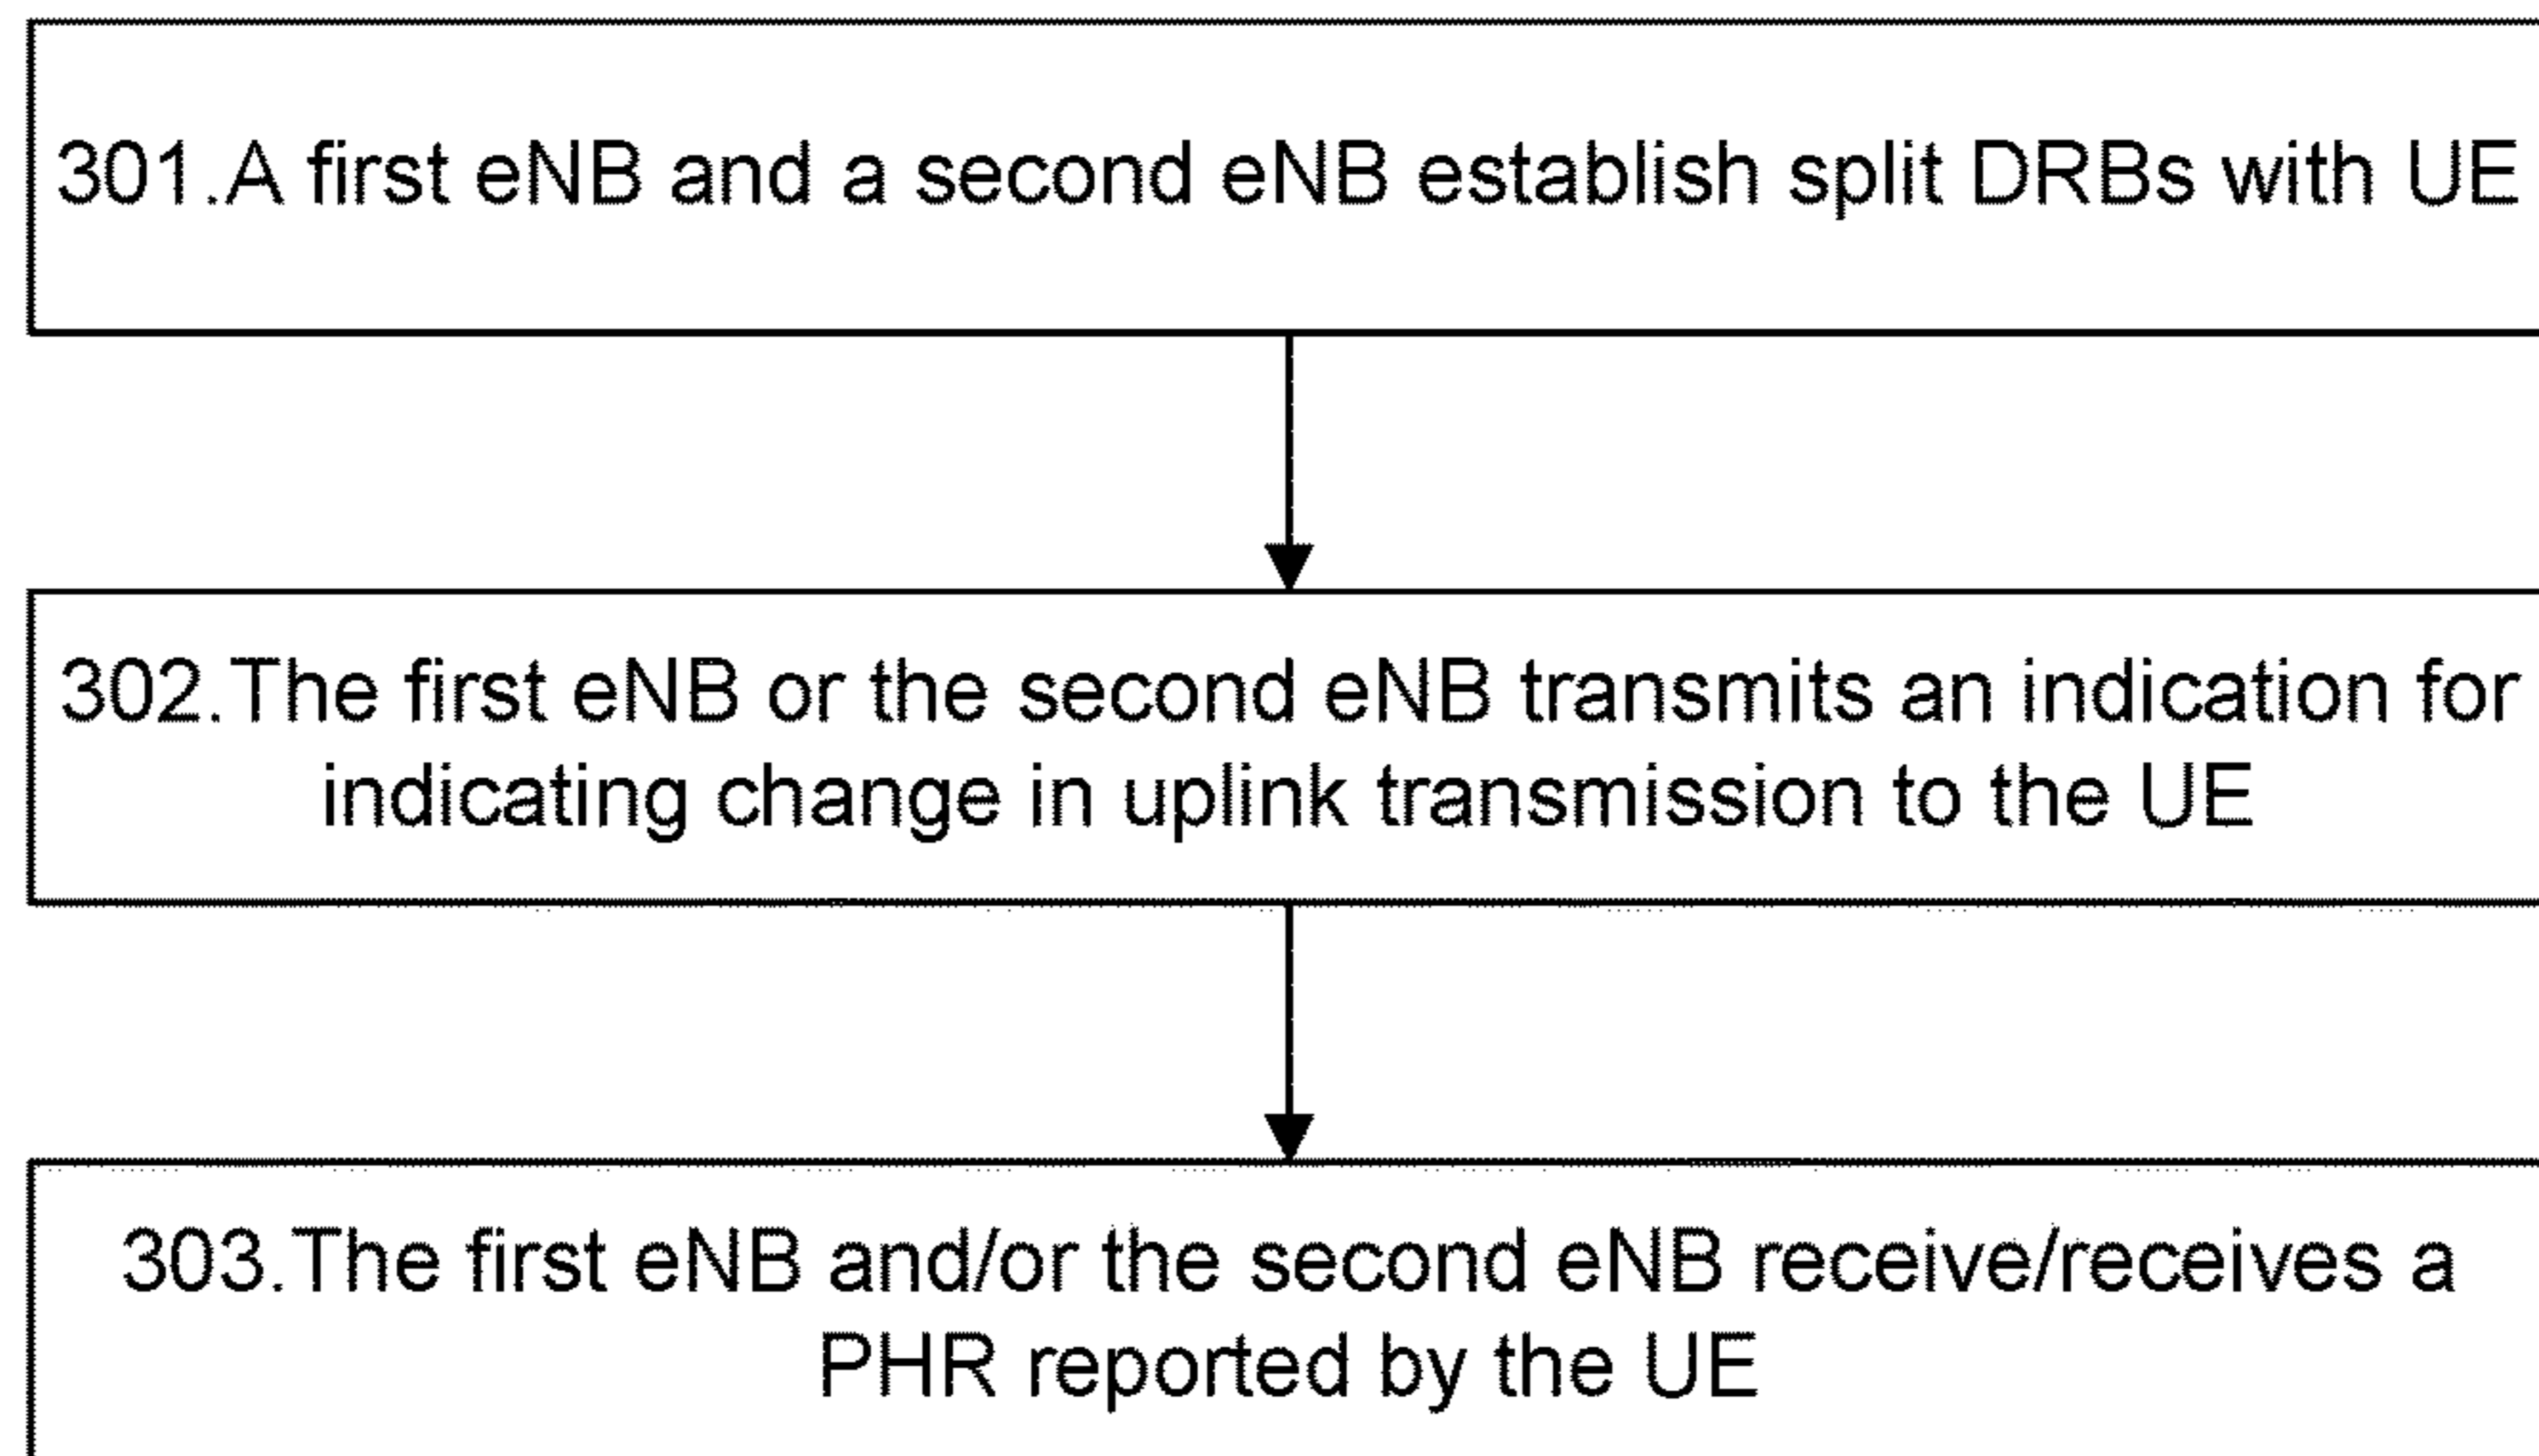 301.A first eNB and a second eNB establish split DRBs with UE
302.The first eNB or the second eNB transmits an indication for
indicating change in uplink transmission to the UE
303.The first eNB and/or the second eNB receive/receives a
PHR reported by the UE